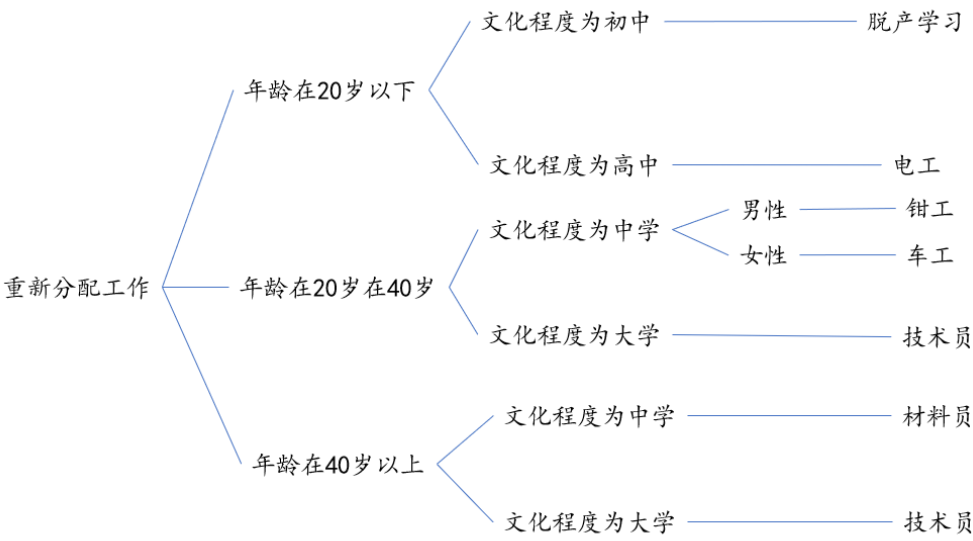 重新分配工作
年龄在20岁以下
文化程度为初中
脱产学习
文化程度为高中
电工
年龄在20岁在40岁
文化程度为中学
男性
钳工
女性
车工
文化程度为大学
技术员
年龄在40岁以上
文化程度为中学
材料员
文化程度为大学
技术员